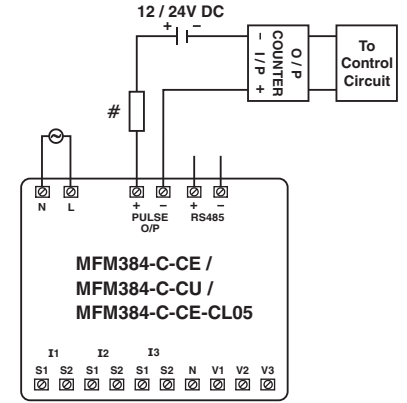 12 / 24V DC
+ −
− I / P +
COUNTER
O / P
To
Control
Circuit
#
N L + − + −
PULSE RS485
O/P
MFM384-C-CE /
MFM384-C-CU /
MFM384-C-CE-CL05
I1 I2 I3
S1 S2 S1 S2 S1 S2 N V1 V2 V3